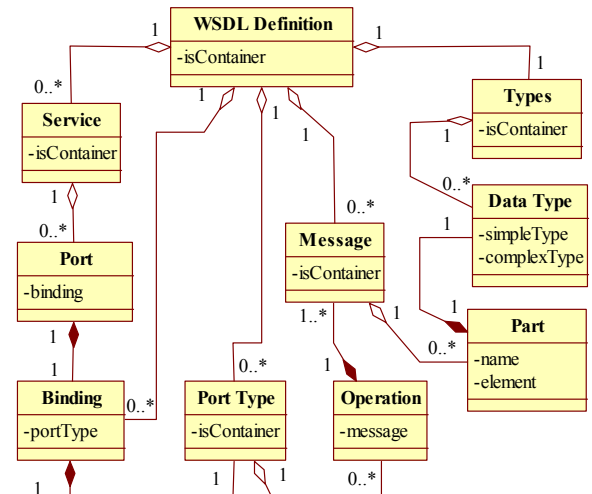 WSDL Definition
-isContainer
1
1
0..*
1
1
1
1
Service
-isContainer
Types
-isContainer
1
1
0..*
0..*
Data Type
-simpleType
-complexType
1
Port
-binding
0..*
Message
-isContainer
1
1
1..*
1
1
0..*
Part
-name
-element
1
0..*
1
Binding
-portType
0..*
Port Type
-isContainer
Operation
-message
1
1
1
0..*